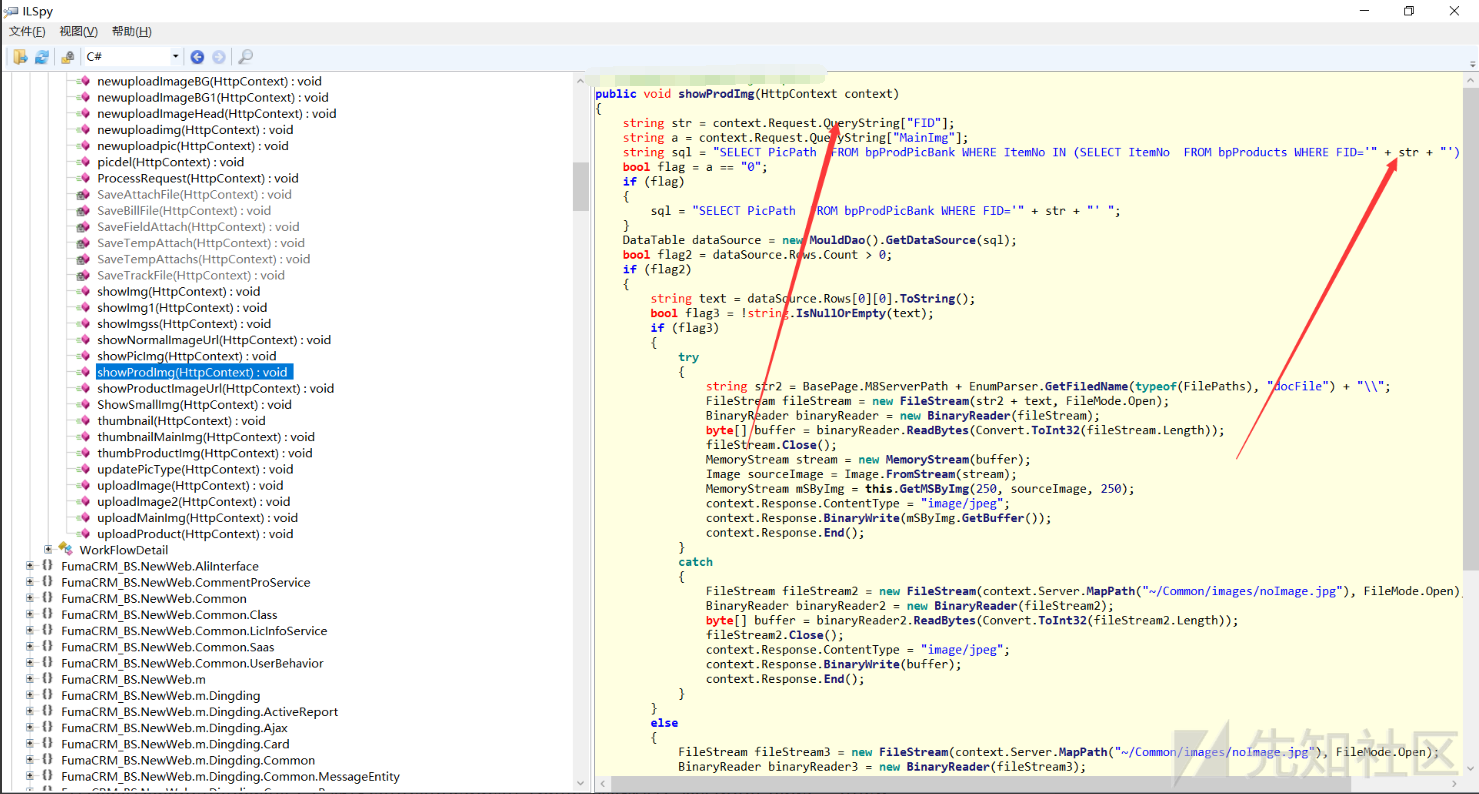 ILSpy
文件(F) 视图(V) 帮助(H)
C#
newuploadImageBG(HttpContext) : void
newuploadImageBG1(HttpContext) : void
newuploadImageHead(HttpContext) : void
newuploadimg(HttpContext) : void
newuploadpic(HttpContext) : void
picdel(HttpContext) : void
ProcessRequest(HttpContext) : void
SaveAttachFile(HttpContext) : void
SaveBillFile(HttpContext) : void
SaveFieldAttach(HttpContext) : void
SaveTempAttach(HttpContext) : void
SaveTempAttachs(HttpContext) : void
SaveTrackFile(HttpContext) : void
showImg(HttpContext) : void
showImg1(HttpContext) : void
showImgss(HttpContext) : void
showNormalImageUrl(HttpContext) : void
showPicImg(HttpContext) : void
showProdImg(HttpContext) : void
showProductImageUrl(HttpContext) : void
ShowSmallImg(HttpContext) : void
thumbnail(HttpContext) : void
thumbnailMainImg(HttpContext) : void
thumbProductImg(HttpContext) : void
updatePicType(HttpContext) : void
uploadImage(HttpContext) : void
uploadImage2(HttpContext) : void
uploadMainImg(HttpContext) : void
uploadProduct(HttpContext) : void
WorkFlowDetail
{} FumaCRM_BS.NewWeb.AliInterface
{} FumaCRM_BS.NewWeb.CommentProService
{} FumaCRM_BS.NewWeb.Common
{} FumaCRM_BS.NewWeb.Common.Class
{} FumaCRM_BS.NewWeb.Common.LicInfoService
{} FumaCRM_BS.NewWeb.Common.Saas
{} FumaCRM_BS.NewWeb.Common.UserBehavior
{} FumaCRM_BS.NewWeb.m
{} FumaCRM_BS.NewWeb.m.Dingding
{} FumaCRM_BS.NewWeb.m.Dingding.ActiveReport
{} FumaCRM_BS.NewWeb.m.Dingding.Ajax
{} FumaCRM_BS.NewWeb.m.Dingding.Card
{} FumaCRM_BS.NewWeb.m.Dingding.Common
{} FumaCRM_BS.NewWeb.m.Dingding.Common.MessageEntity
public void showProdImg(HttpContext context)
{
string str = context.Request.QueryString["FID"];
string a = context.Request.QueryString["MainImg"];
string sql = "SELECT PicPath FROM bpProdPicBank WHERE ItemNo IN (SELECT ItemNo FROM bpProducts WHERE FID='" + str + "')
bool flag = a == "0";
if (flag)
{
sql = "SELECT PicPath FROM bpProdPicBank WHERE FID='" + str + "' ";
}
DataTable dataSource = new MouldDao().GetDataSource(sql);
bool flag2 = dataSource.Rows.Count > 0;
if (flag2)
{
string text = dataSource.Rows[0][0].ToString();
bool flag3 = !string.IsNullOrEmpty(text);
if (flag3)
{
try
{
string str2 = BasePage.M8ServerPath + EnumParser.GetFiledName(typeof(FilePaths), "docFile") + "\\";
FileStream fileStream = new FileStream(str2 + text, FileMode.Open);
BinaryReader binaryReader = new BinaryReader(fileStream);
byte[] buffer = binaryReader.ReadBytes(Convert.ToInt32(fileStream.Length));
fileStream.Close();
MemoryStream stream = new MemoryStream(buffer);
Image sourceImage = Image.FromStream(stream);
MemoryStream mSByImg = this.GetMSByImg(250, sourceImage, 250);
context.Response.ContentType = "image/jpeg";
context.Response.BinaryWrite(mSByImg.GetBuffer());
context.Response.End();
}
catch
{
FileStream fileStream2 = new FileStream(context.Server.MapPath("~/Common/images/noImage.jpg"), FileMode.Open)
BinaryReader binaryReader2 = new BinaryReader(fileStream2);
byte[] buffer = binaryReader2.ReadBytes(Convert.ToInt32(fileStream2.Length));
fileStream2.Close();
context.Response.ContentType = "image/jpeg";
context.Response.BinaryWrite(buffer);
context.Response.End();
}
}
else
{
FileStream fileStream3 = new FileStream(context.Server.MapPath("~/Common/images/noImage.jpg"), FileMode.Open);
BinaryReader binaryReader3 = new BinaryReader(fileStream3);
先知社区